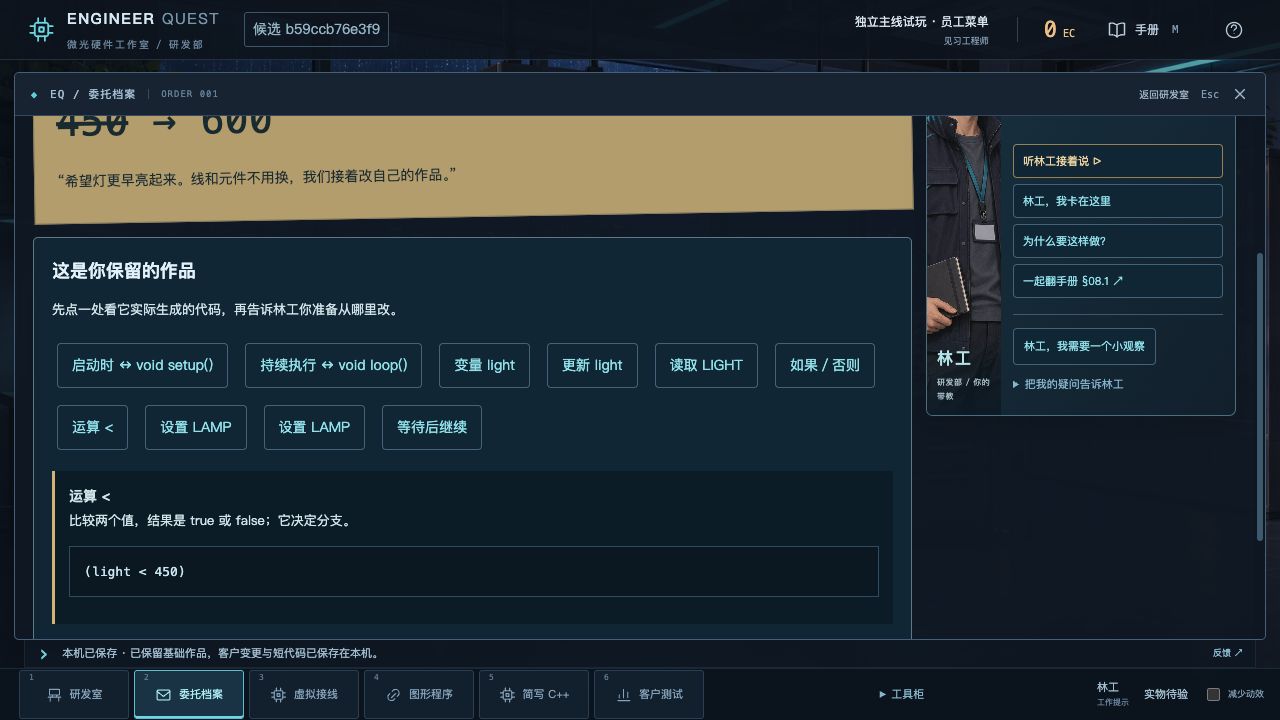 ENGINEER QUEST
微光硬件工作室 / 研发部
候选 b59ccb76e3f9
独立主线试玩 · 员工菜单
见习工程师
0 EC
手册 M
EQ / 委托档案
ORDER 001
返回研发室 Esc
450 → 600
“希望灯更早亮起来。线和元件不用换，我们接着改自己的作品。”
这是你保留的作品
先点一处看它实际生成的代码，再告诉林工你准备从哪里改。
启动时 ↔ void setup()
持续执行 ↔ void loop()
变量 light
更新 light
读取 LIGHT
如果 / 否则
运算 <
设置 LAMP
设置 LAMP
等待后继续
运算 <
比较两个值，结果是 true 或 false；它决定分支。
(light < 450)
听林工接着说 ▷
林工，我卡在这里
为什么要这样做？
一起翻手册 §08.1 ↗
林工，我需要一个小观察
▶ 把我的疑问告诉林工
林工
研发部 / 你的
带教
本机已保存 · 已保留基础作品，客户变更与短代码已保存在本机。
反馈 ↗
1 研发室
2 委托档案
3 虚拟接线
4 图形程序
5 简写 C++
6 客户测试
▶ 工具柜
林工
工作提示
实物待验
减少动效